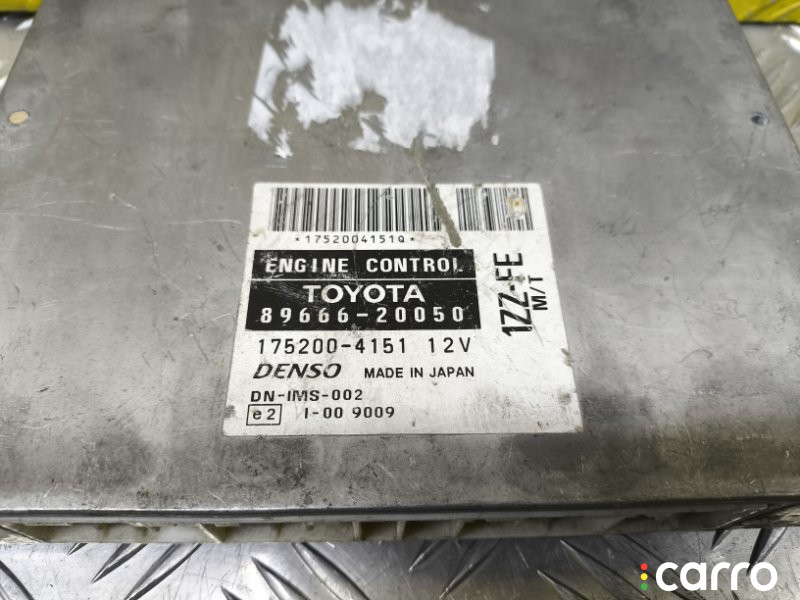 *1752004151Q*
ENGINE CONTROL
TOYOTA
89666-20050
175200-4151 12V
DENSO MADE IN JAPAN
DN-IMS-002
e2 I-00 9009
1ZZ-FE
M/T
carro